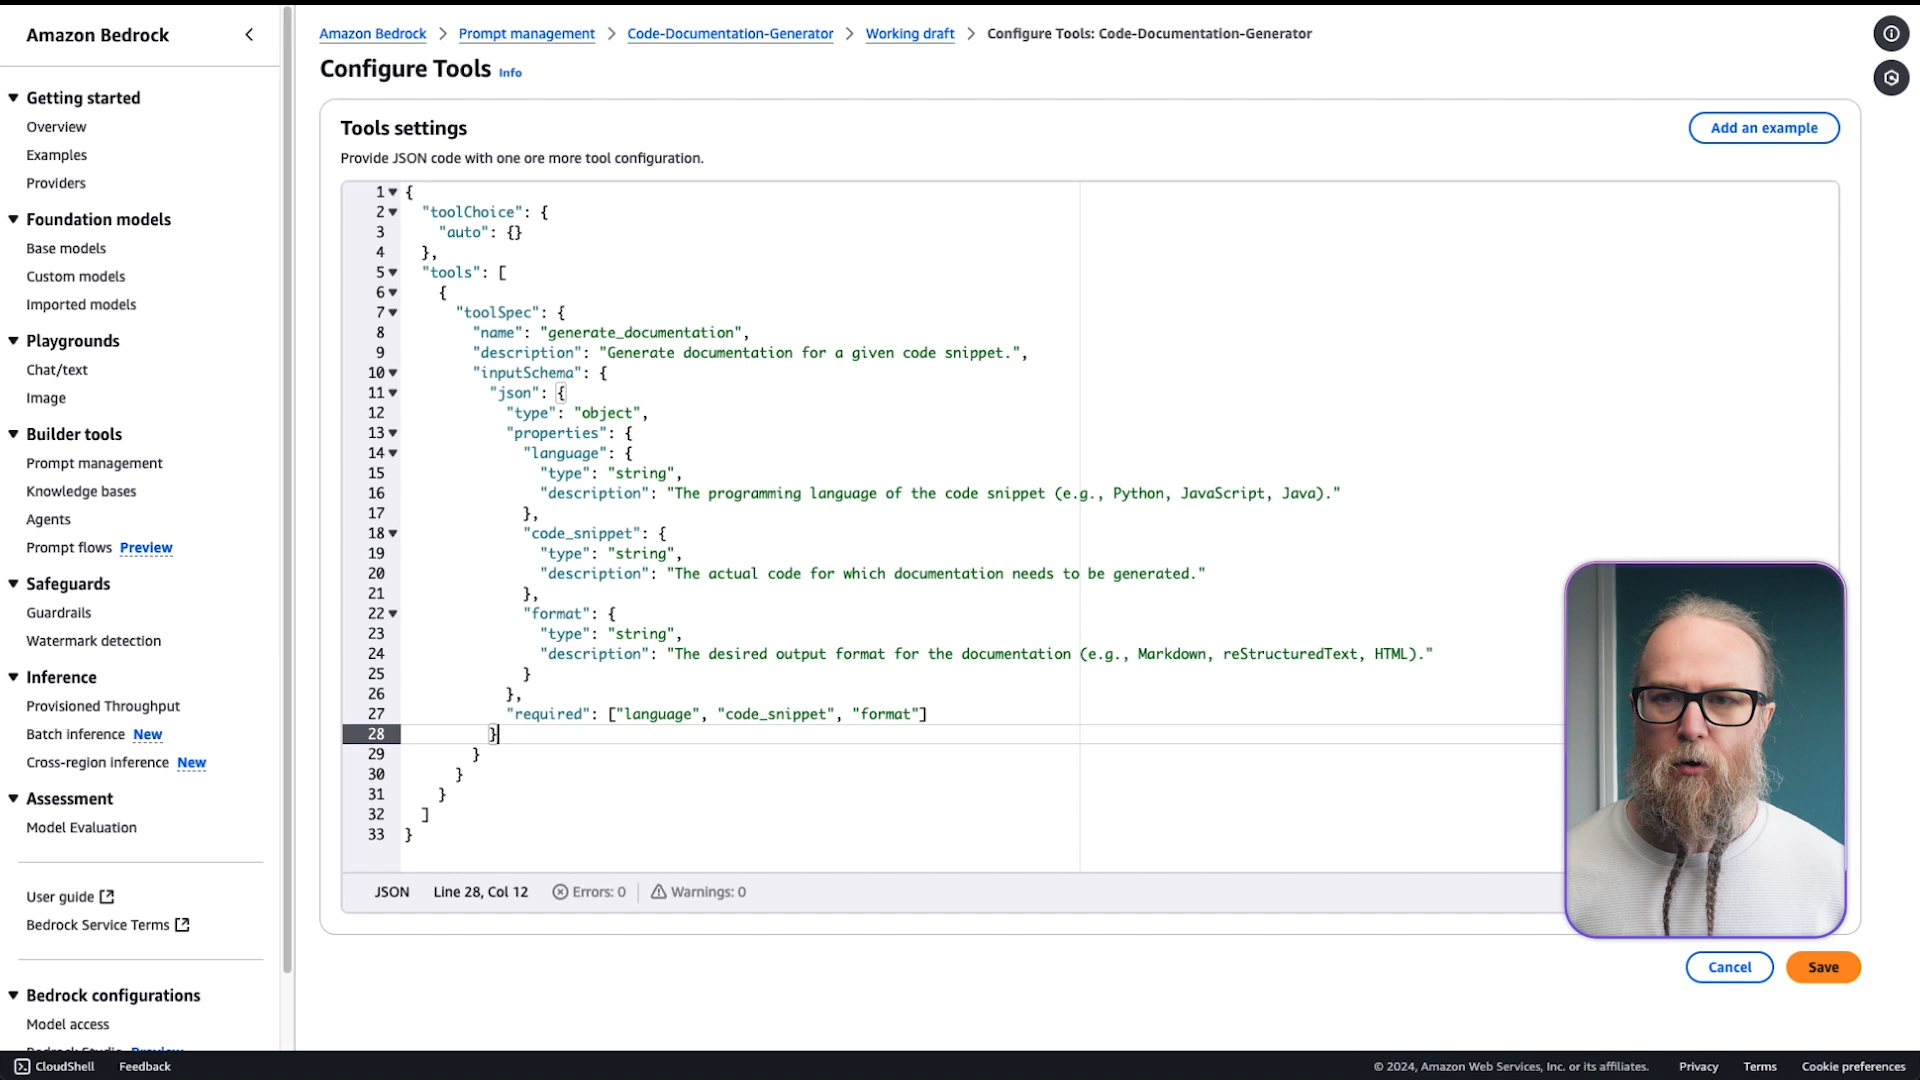 Amazon Bedrock
Getting started
Overview
Examples
Providers
Foundation models
Base models
Custom models
Imported models
Playgrounds
Chat/text
Image
Builder tools
Prompt management
Knowledge bases
Agents
Prompt flows Preview
Safeguards
Guardrails
Watermark detection
Inference
Provisioned Throughput
Batch inference New
Cross-region inference New
Assessment
Model Evaluation
User guide
Bedrock Service Terms
Bedrock configurations
Model access
Bedrock Studio Preview
Amazon Bedrock > Prompt management > Code-Documentation-Generator > Working draft > Configure Tools: Code-Documentation-Generator
Configure Tools Info
Tools settings
Add an example
Provide JSON code with one ore more tool configuration.
1 {
2 "toolChoice": {
3 "auto": {}
4 },
5 "tools": [
6 {
7 "toolSpec": {
8 "name": "generate_documentation",
9 "description": "Generate documentation for a given code snippet.",
10 "inputSchema": {
11 "json": {
12 "type": "object",
13 "properties": {
14 "language": {
15 "type": "string",
16 "description": "The programming language of the code snippet (e.g., Python, JavaScript, Java)."
17 },
18 "code_snippet": {
19 "type": "string",
20 "description": "The actual code for which documentation needs to be generated."
21 },
22 "format": {
23 "type": "string",
24 "description": "The desired output format for the documentation (e.g., Markdown, reStructuredText, HTML)."
25 }
26 },
27 "required": ["language", "code_snippet", "format"]
28 }
29 }
30 }
31 }
32 ]
33 }
JSON Line 28, Col 12 Errors: 0 Warnings: 0
Cancel Save
CloudShell Feedback © 2024, Amazon Web Services, Inc. or its affiliates. Privacy Terms Cookie preferences